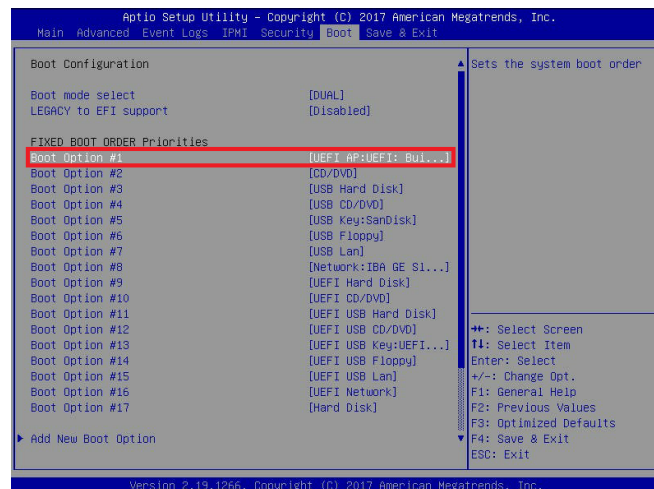 Aptio Setup Utility – Copyright (C) 2017 American Megatrends, Inc.
Main Advanced Event Logs IPMI Security Boot Save & Exit
Boot Configuration
Boot mode select [DUAL]
LEGACY to EFI support [Disabled]
FIXED BOOT ORDER Priorities
Boot Option #1 [UEFI AP:UEFI: Bui...]
Boot Option #2 [CD/DVD]
Boot Option #3 [USB Hard Disk]
Boot Option #4 [USB CD/DVD]
Boot Option #5 [USB Key:SanDisk]
Boot Option #6 [USB Floppy]
Boot Option #7 [USB Lan]
Boot Option #8 [Network:IBA GE Sl...]
Boot Option #9 [UEFI Hard Disk]
Boot Option #10 [UEFI CD/DVD]
Boot Option #11 [UEFI USB Hard Disk]
Boot Option #12 [UEFI USB CD/DVD]
Boot Option #13 [UEFI USB Key:UEFI...]
Boot Option #14 [UEFI USB Floppy]
Boot Option #15 [UEFI USB Lan]
Boot Option #16 [UEFI Network]
Boot Option #17 [Hard Disk]
Add New Boot Option
Sets the system boot order
→←: Select Screen
↑↓: Select Item
Enter: Select
+/-: Change Opt.
F1: General Help
F2: Previous Values
F3: Optimized Defaults
F4: Save & Exit
ESC: Exit
Version 2.19.1266. Copyright (C) 2017 American Megatrends, Inc.